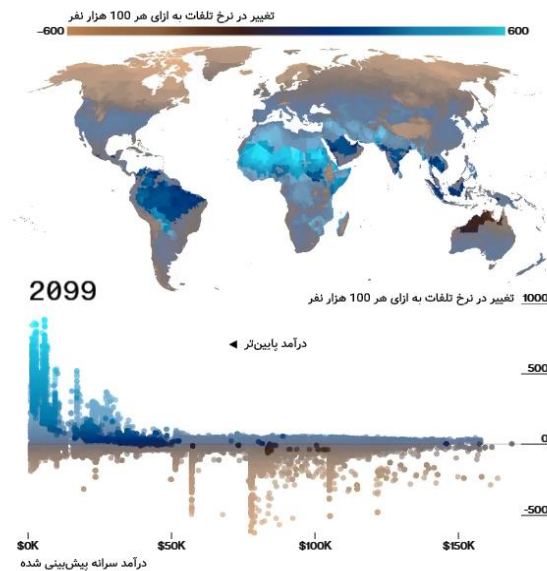 تغییر در نرخ تلفات به ازای هر 100 هزار نفر
–600 600
2099
تغییر در نرخ تلفات به ازای هر 100 هزار نفر
1000
درآمد پایین‌تر ◄
500
0
-500
$0K $50K $100K $150K
درآمد سرانه پیش‌بینی شده